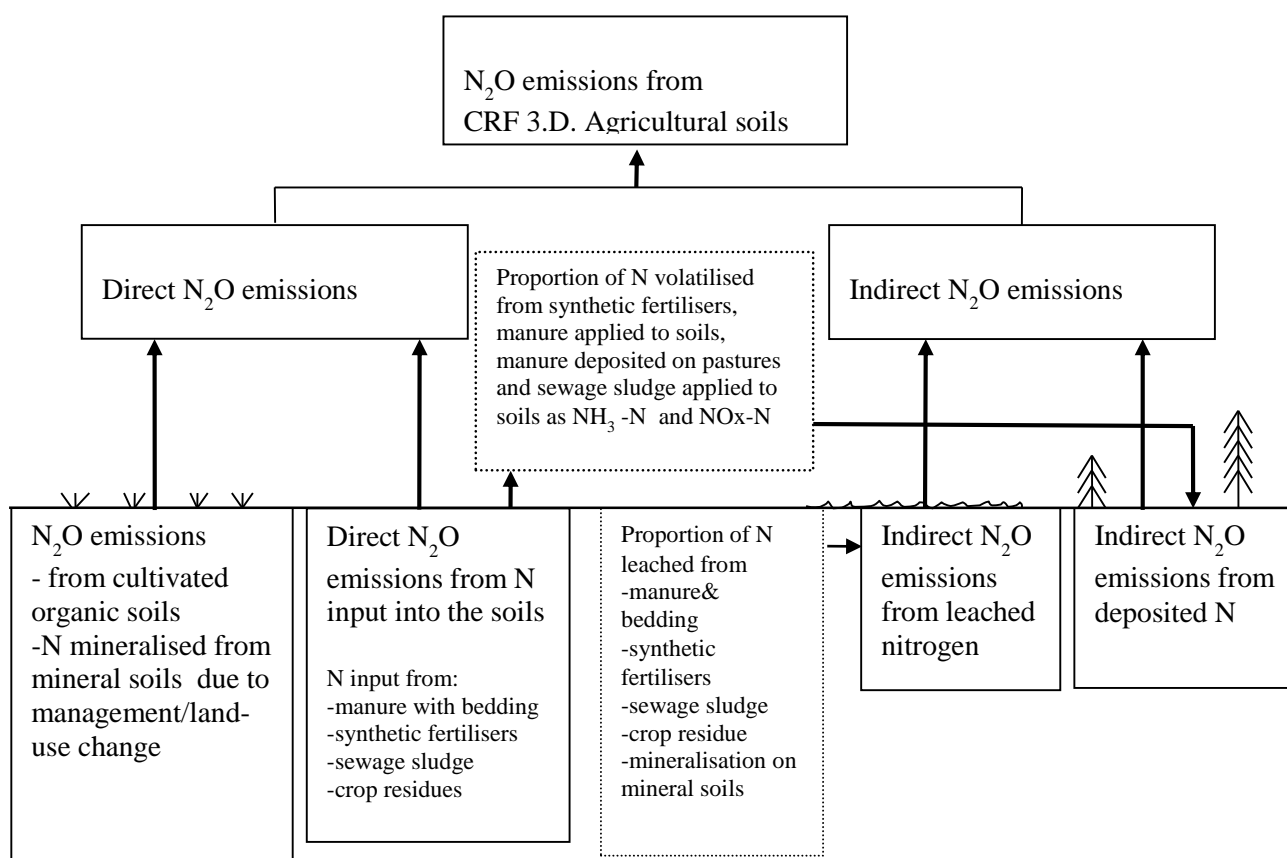 N₂O emissions from
CRF 3.D. Agricultural soils
Direct N₂O emissions
Proportion of N volatilised
from synthetic fertilisers,
manure applied to soils,
manure deposited on pastures
and sewage sludge applied to
soils as NH₃ -N and NOx-N
Indirect N₂O emissions
N₂O emissions
- from cultivated
organic soils
-N mineralised from
mineral soils due to
management/land-
use change
Direct N₂O
emissions from N
input into the soils
N input from:
-manure with bedding
-synthetic fertilisers
-sewage sludge
-crop residues
Proportion of N
leached from
-manure&
bedding
-synthetic
fertilisers
-sewage sludge
-crop residue
-mineralisation on
mineral soils
Indirect N₂O
emissions
from leached
nitrogen
Indirect N₂O
emissions from
deposited N